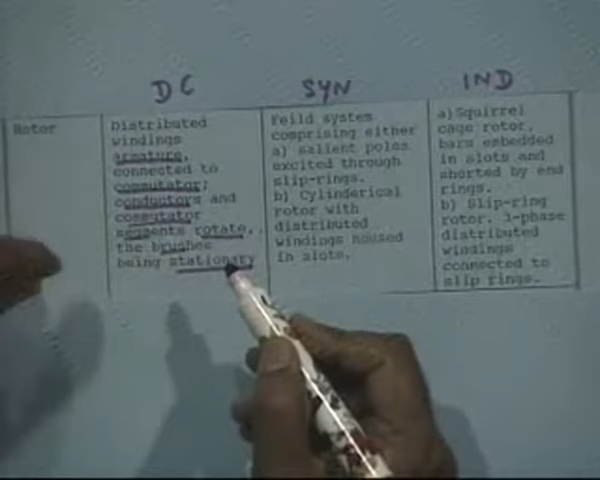 DC
SYN
IND
Rotor
Distributed
windings
armature,
connected to
commutator;
conductors and
commutator
segments rotate,
the brushes
being stationary
Feild system
comprising either
a) salient poles
excited through
slip-rings.
b) Cylinderical
rotor with
distributed
windings housed
in slots.
a)Squirrel
cage rotor,
bars embedded
in slots and
shorted by end
rings.
b) Slip-ring
rotor. 3-phase
distributed
windings
connected to
slip rings.